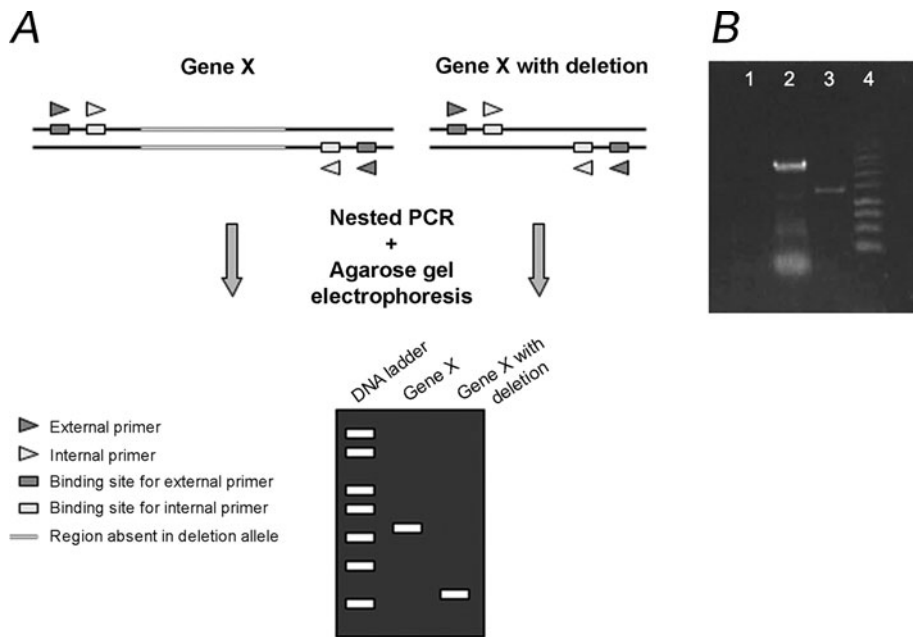 A
B
Gene X
Gene X with deletion
1 2 3 4
Nested PCR
+
Agarose gel
electrophoresis
DNA ladder
Gene X
Gene X with
deletion
External primer
Internal primer
Binding site for external primer
Binding site for internal primer
Region absent in deletion allele